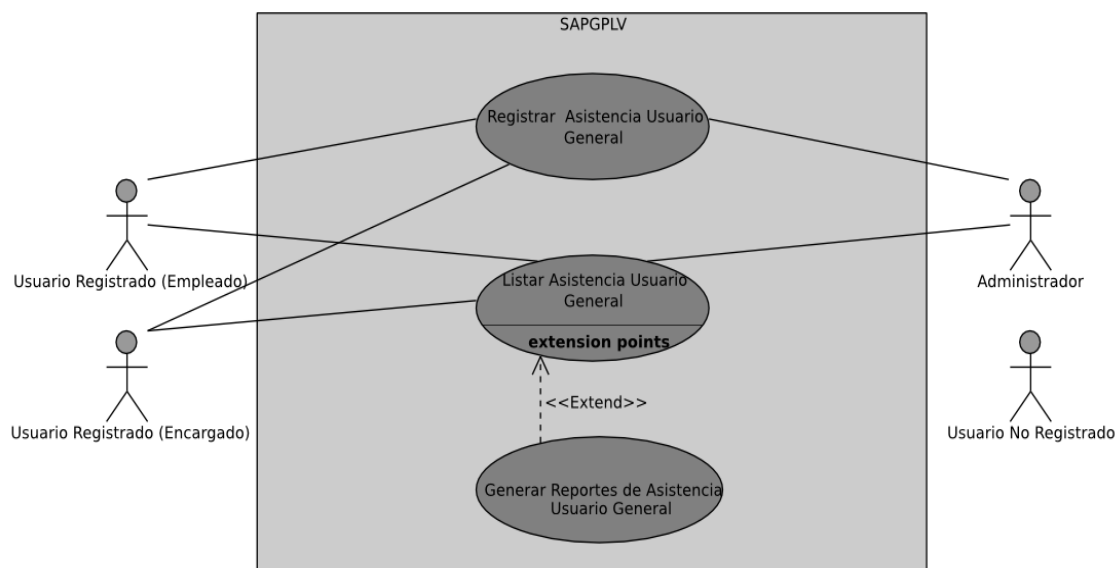 SAPGPLV
Registrar Asistencia Usuario
General
Usuario Registrado (Empleado)
Listar Asistencia Usuario
General
extension points
Administrador
<<Extend>>
Usuario Registrado (Encargado)
Usuario No Registrado
Generar Reportes de Asistencia
Usuario General